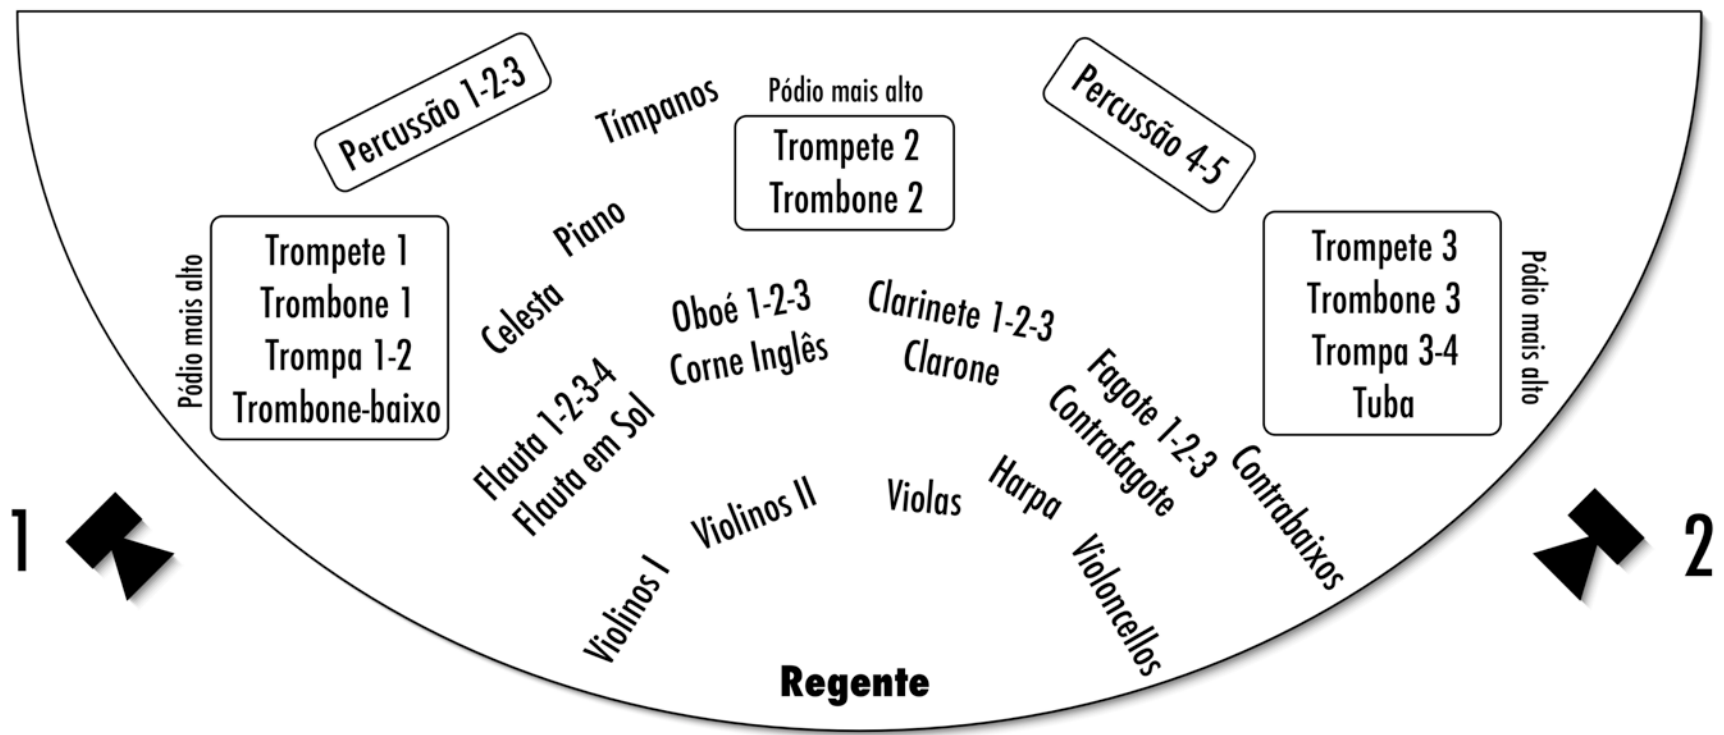 Percussão 1-2-3
Tímpanos
Pódio mais alto
Trompete 2
Trombone 2
Percussão 4-5
Piano
Celesta
Pódio mais alto
Trompete 1
Trombone 1
Trompa 1-2
Trombone-baixo
Oboé 1-2-3
Corne Inglês
Clarinete 1-2-3
Clarone
Trompete 3
Trombone 3
Trompa 3-4
Tuba
Pódio mais alto
Flauta 1-2-3-4
Flauta em Sol
Fagote 1-2-3
Contrafagote
Violinos I
Violinos II
Violas
Harpa
Violoncellos
Contrabaixos
1
2
Regente